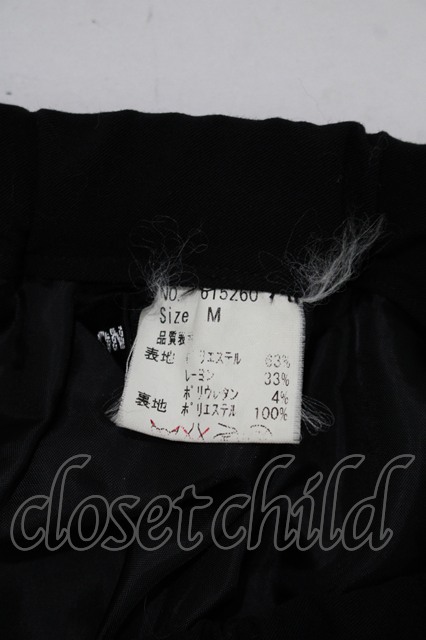 NO. 615260
Size M
品質表
表地 ポリエステル 63%
レーヨン 33%
ポリウレタン 4%
裏地 ポリエステル 100%
closetchild